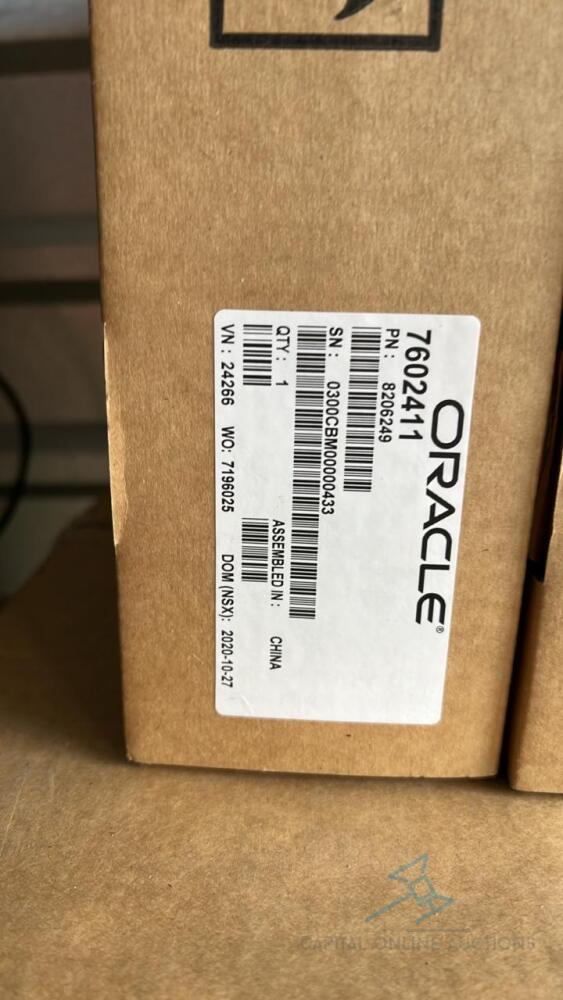 ORACLE®
7602411
PN : 8206249
SN : 0300CBM00000433
QTY : 1 ASSEMBLED IN : CHINA
VN : 24266 WO: 7196025 DOM (NSX): 2020-10-27
CAPITAL ONLINE AUCTIONS